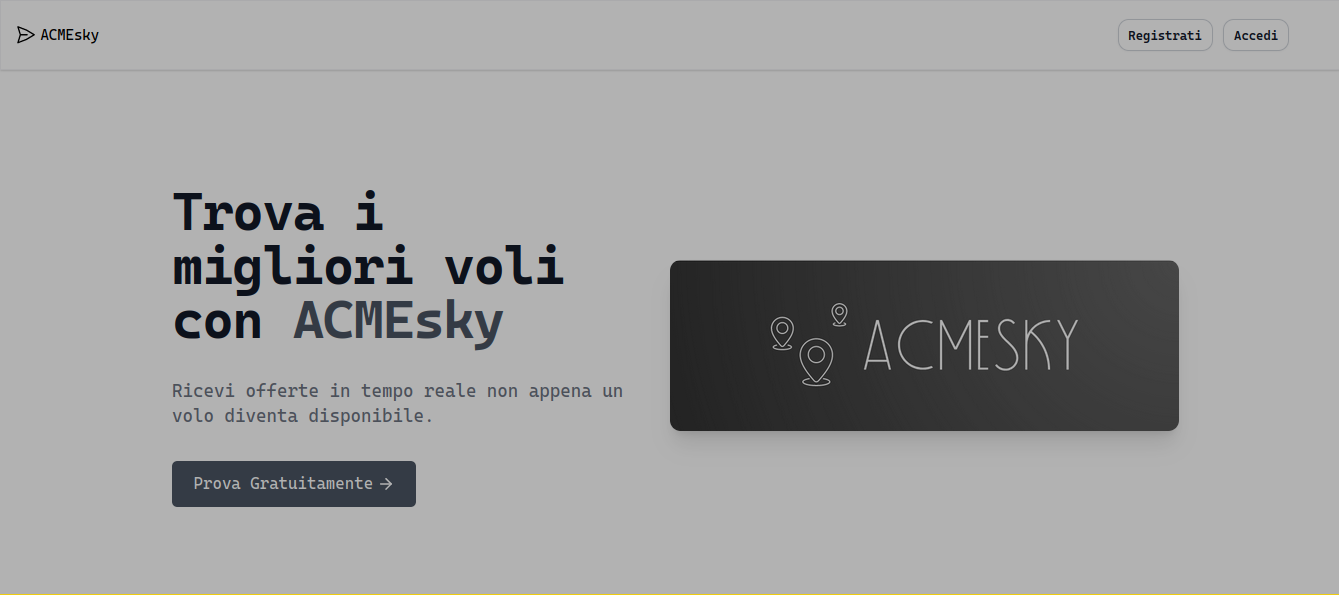 ACMEsky
Registrati
Accedi
Trova i
migliori voli
con ACMEsky
Ricevi offerte in tempo reale non appena un
volo diventa disponibile.
Prova Gratuitamente →
ACMESKY